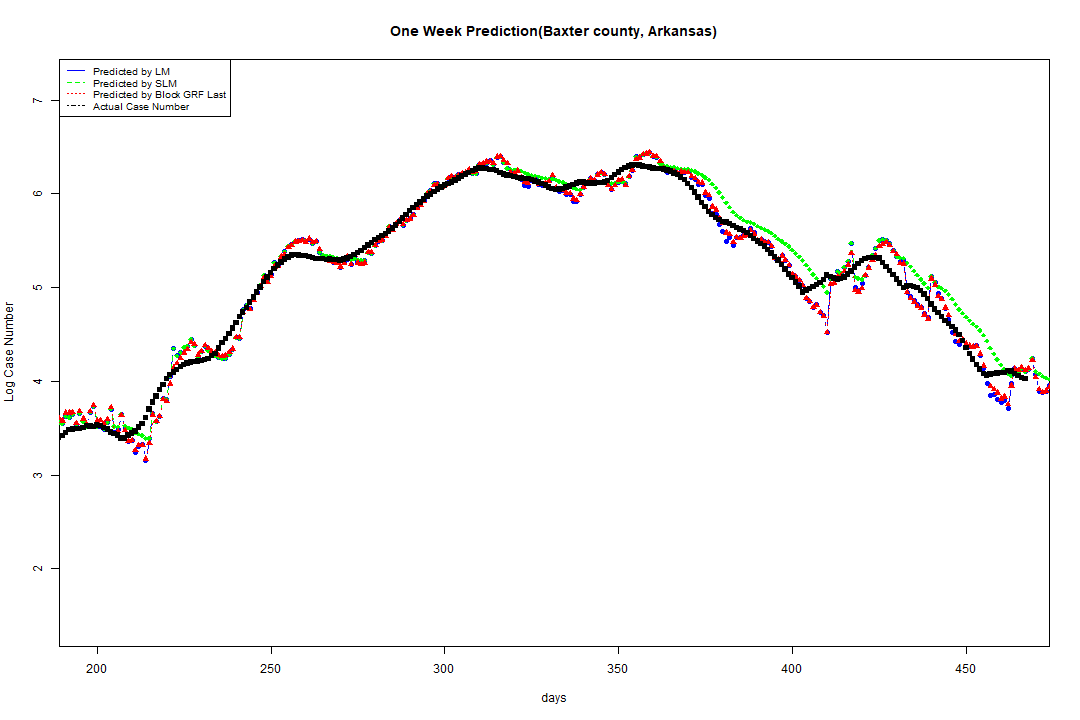 One Week Prediction(Baxter county, Arkansas)
Predicted by LM
Predicted by SLM
Predicted by Block GRF Last
Actual Case Number
7
6
5
4
3
2
Log Case Number
200 250 300 350 400 450
days